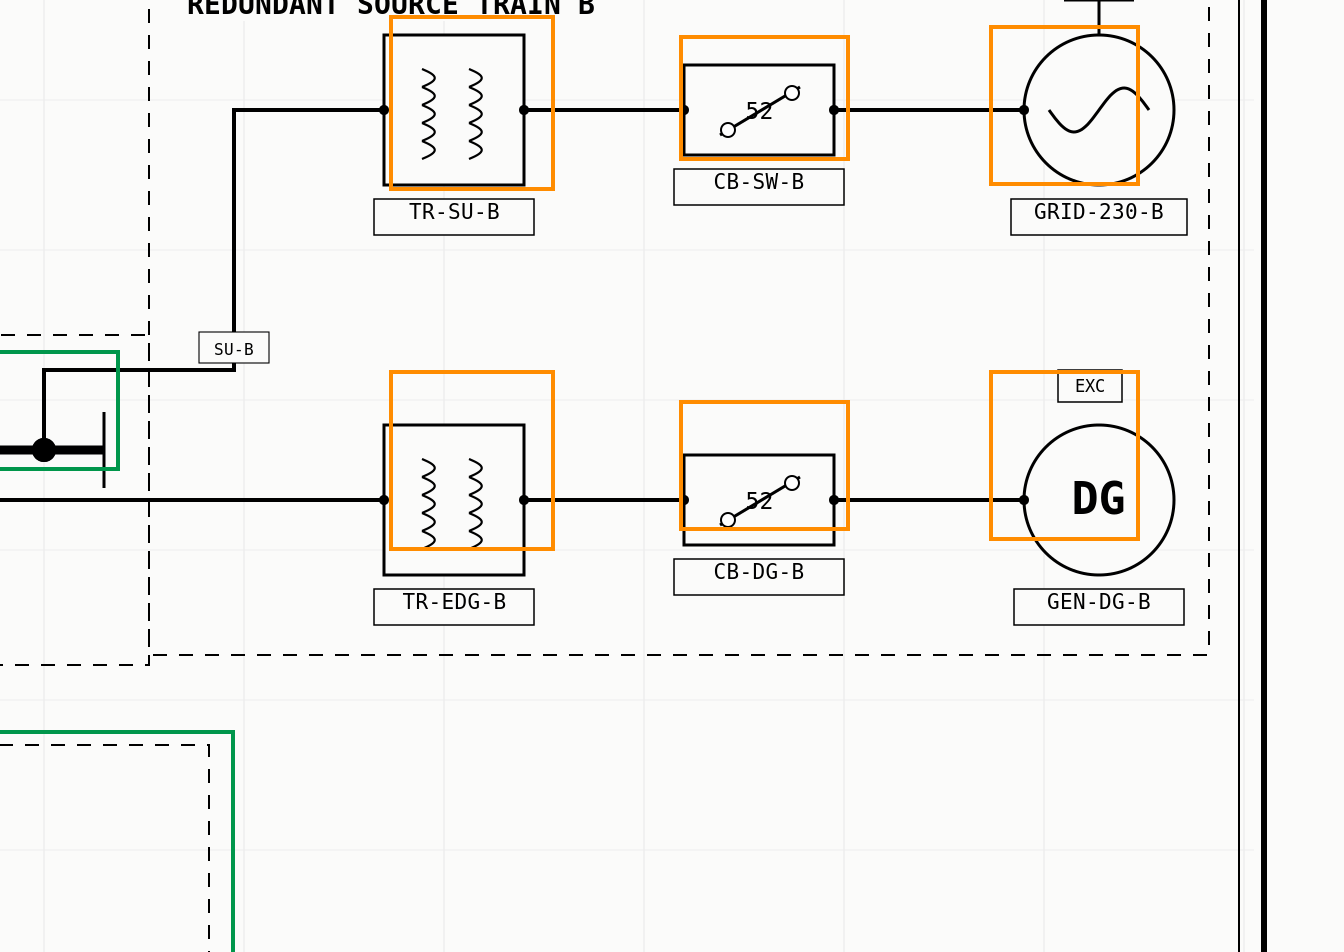 REDUNDANT SOURCE TRAIN B
52
TR-SU-B
CB-SW-B
GRID-230-B
SU-B
EXC
52
DG
TR-EDG-B
CB-DG-B
GEN-DG-B